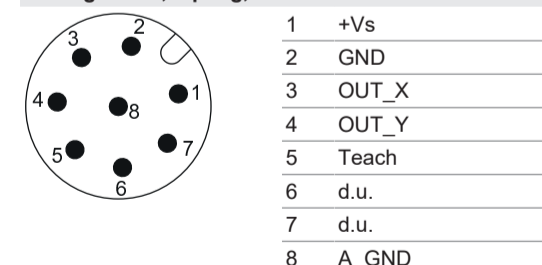 2
3
1
4
8
5
7
6
1 +Vs
2 GND
3 OUT_X
4 OUT_Y
5 Teach
6 d.u.
7 d.u.
8 A_GND